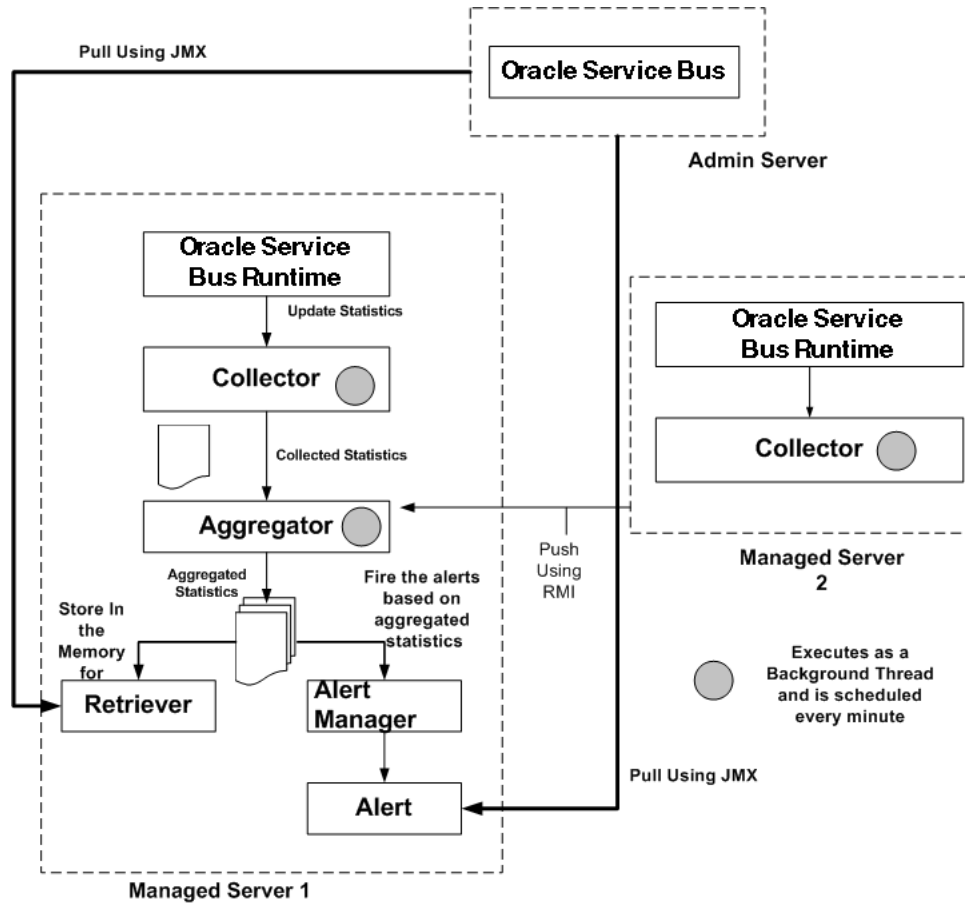 Pull Using JMX
Oracle Service Bus
Admin Server
Oracle Service
Bus Runtime
Update Statistics
Collector
Collected Statistics
Aggregator
Aggregated
Statistics
Fire the alerts
based on
aggregated
statistics
Store In
the
Memory
for
Retriever
Alert
Manager
Alert
Managed Server 1
Oracle Service
Bus Runtime
Collector
Push
Using
RMI
Managed Server
2
Executes as a
Background Thread
and is scheduled
every minute
Pull Using JMX